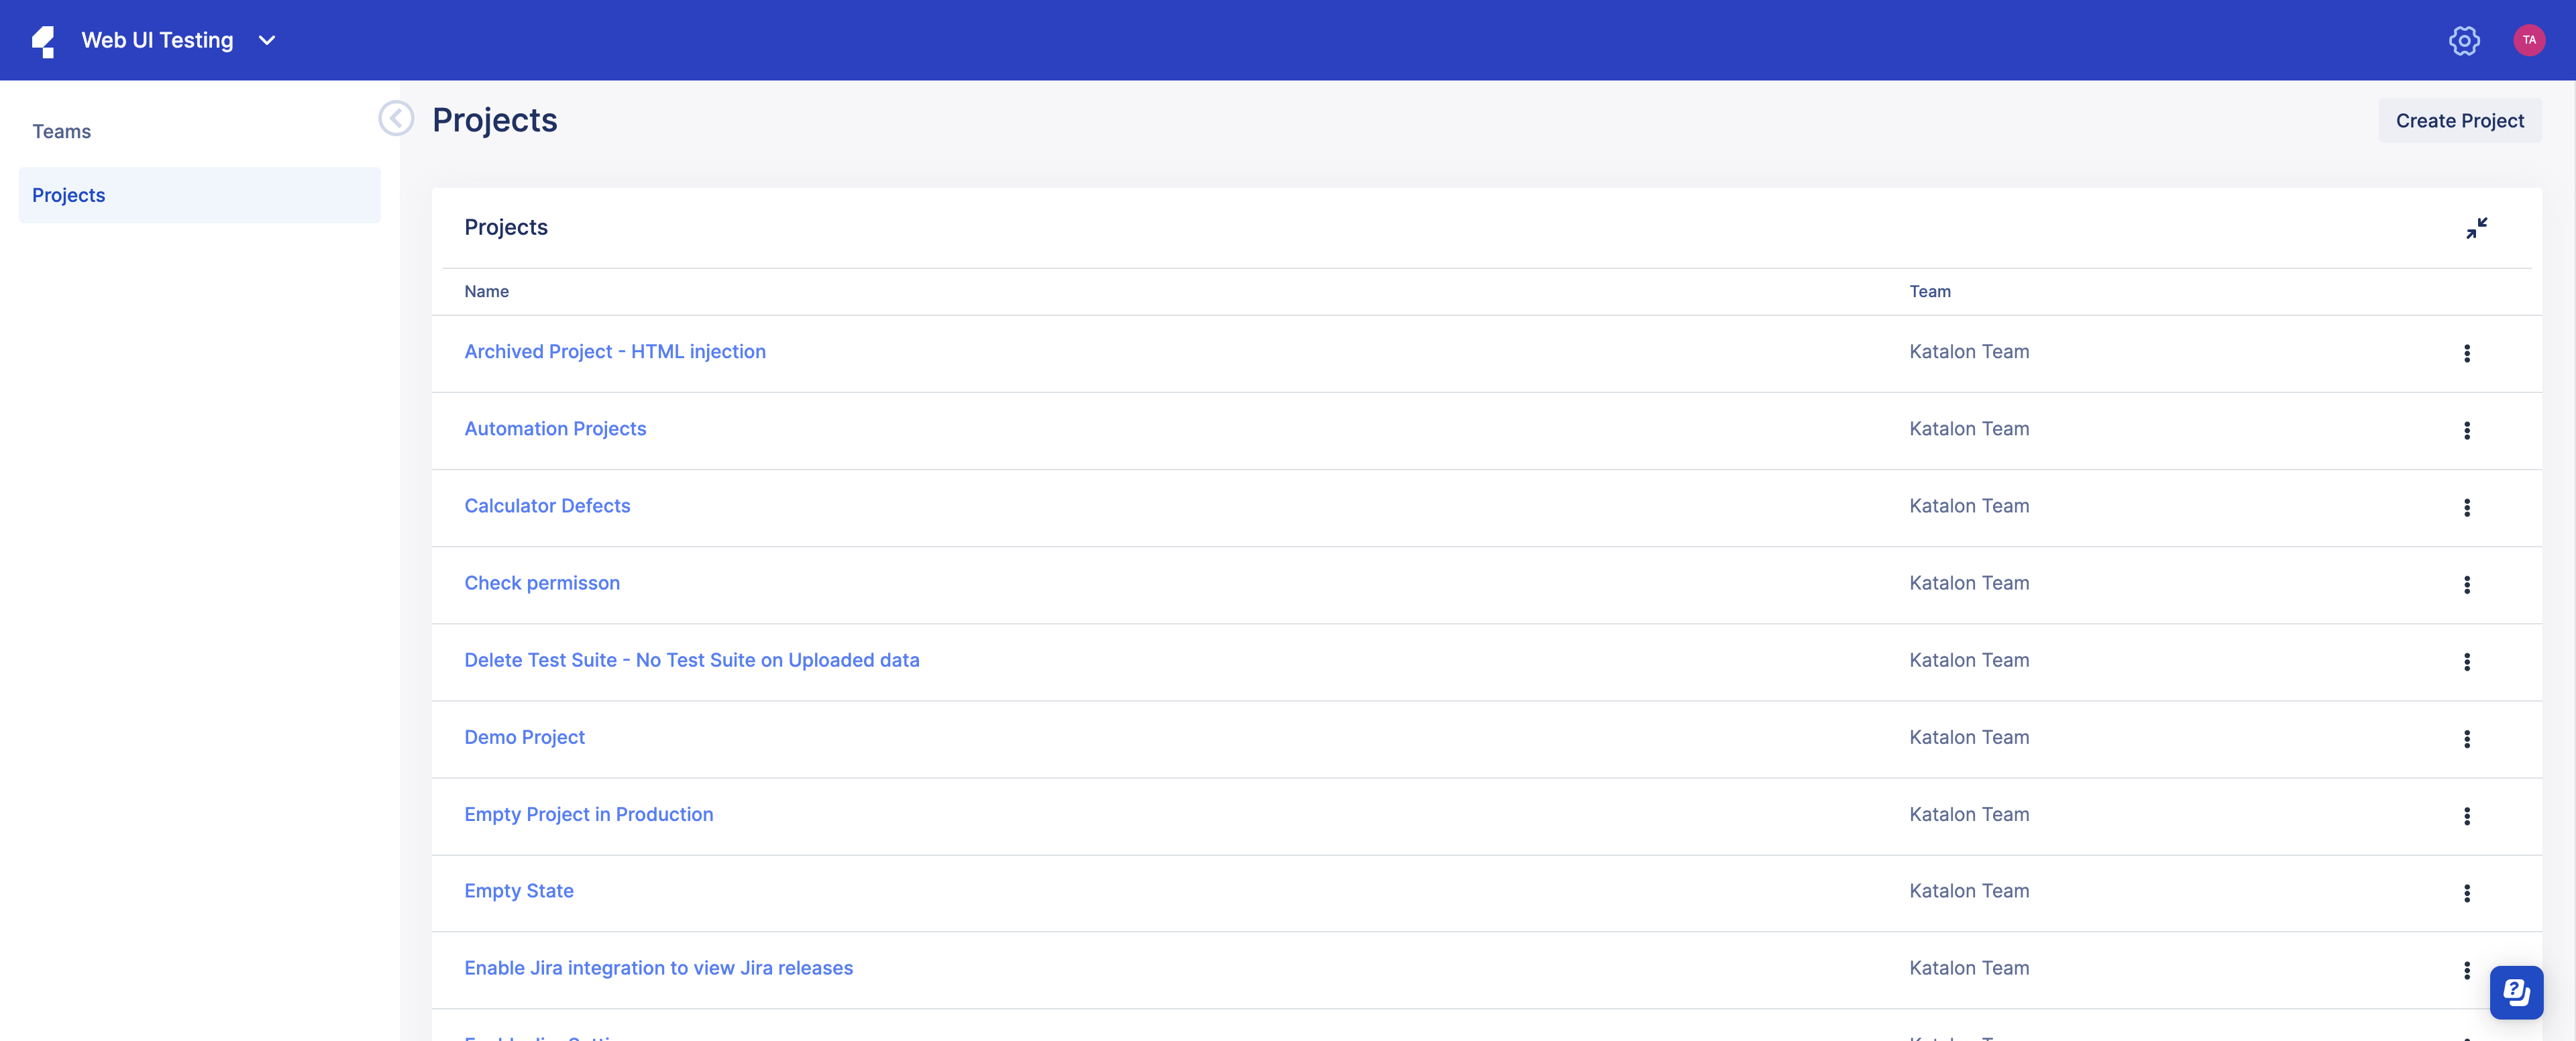 Web UI Testing
TA
Teams
Projects
Projects
Create Project
Projects
Name Team
Archived Project - HTML injection Katalon Team
Automation Projects Katalon Team
Calculator Defects Katalon Team
Check permisson Katalon Team
Delete Test Suite - No Test Suite on Uploaded data Katalon Team
Demo Project Katalon Team
Empty Project in Production Katalon Team
Empty State Katalon Team
Enable Jira integration to view Jira releases Katalon Team
?